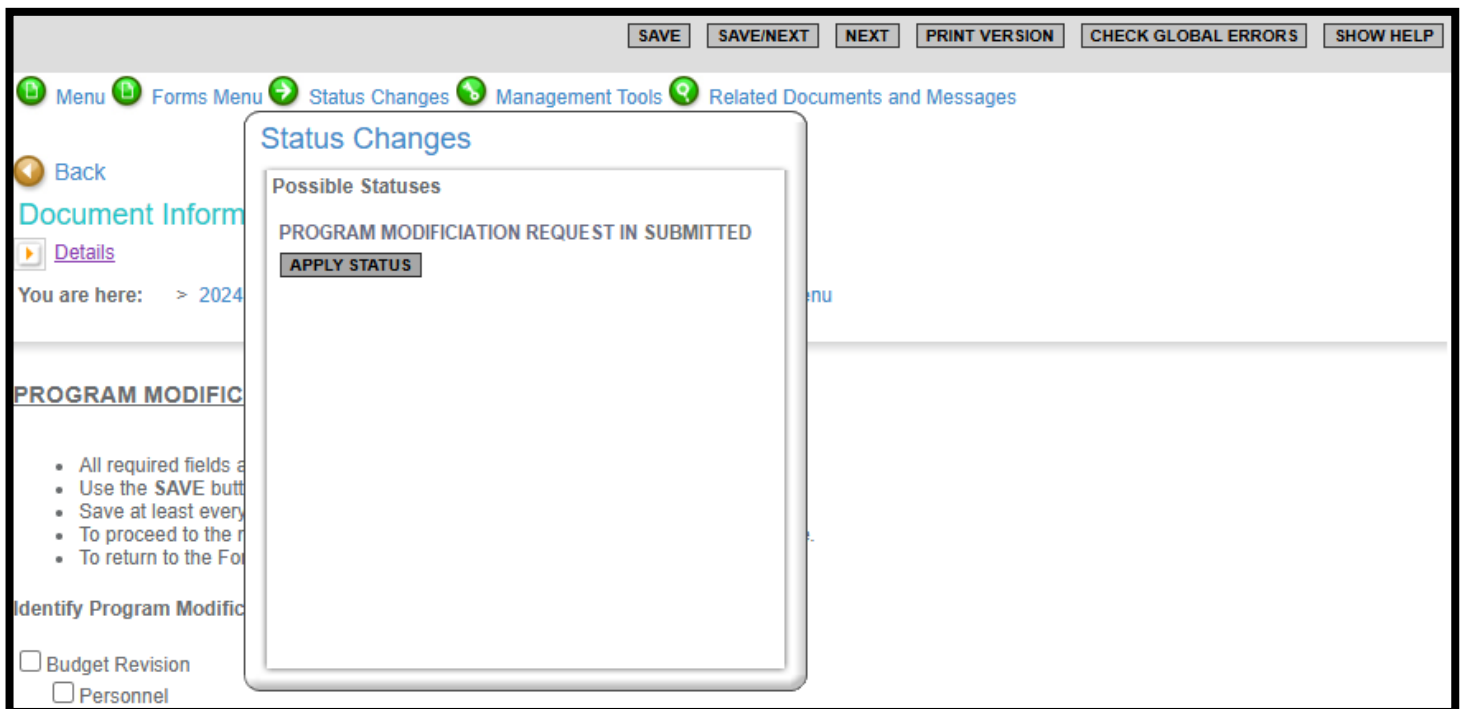 SAVE SAVE/NEXT NEXT PRINT VERSION CHECK GLOBAL ERRORS SHOW HELP
Menu Forms Menu Status Changes Management Tools Related Documents and Messages
Status Changes
Back
Possible Statuses
Document Inform
PROGRAM MODIFICIATION REQUEST IN SUBMITTED
Details
APPLY STATUS
You are here: > 2024 enu
PROGRAM MODIFIC
• All required fields a
• Use the SAVE butt
• Save at least every
• To proceed to the r
• To return to the For
Identify Program Modific
Budget Revision
Personnel